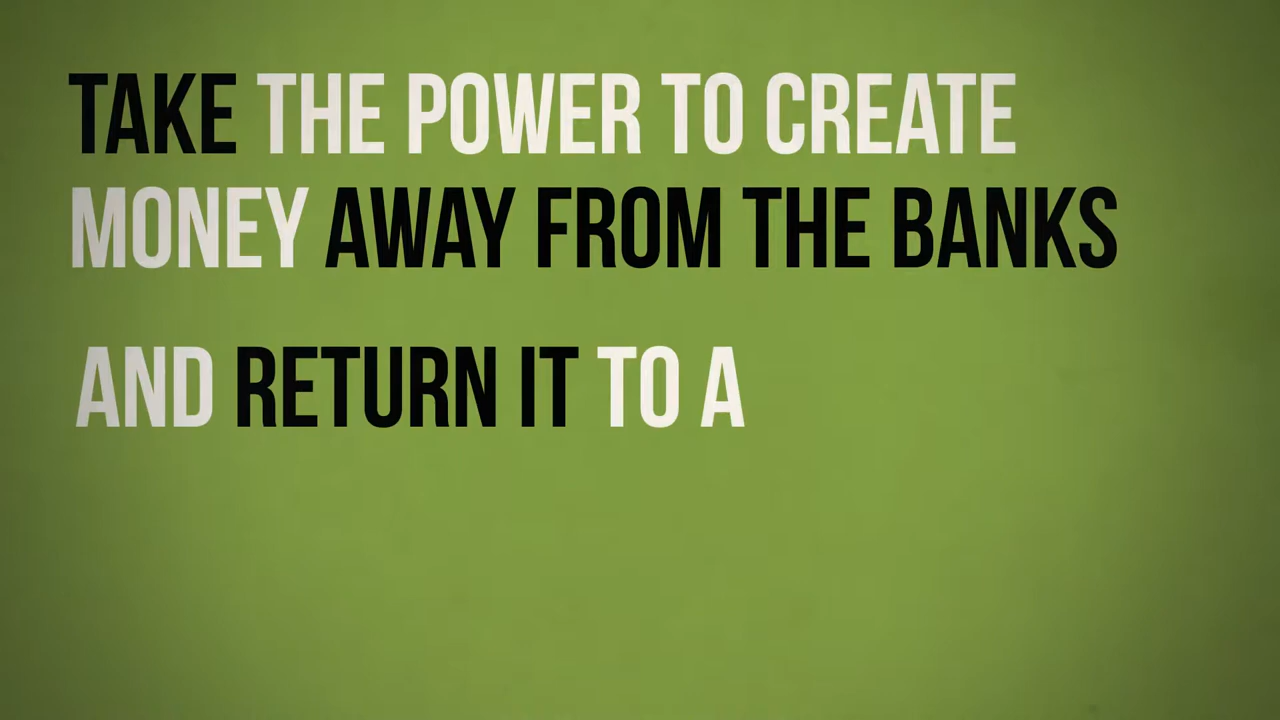 TAKE THE POWER TO CREATE
MONEY AWAY FROM THE BANKS
AND RETURN IT TO A